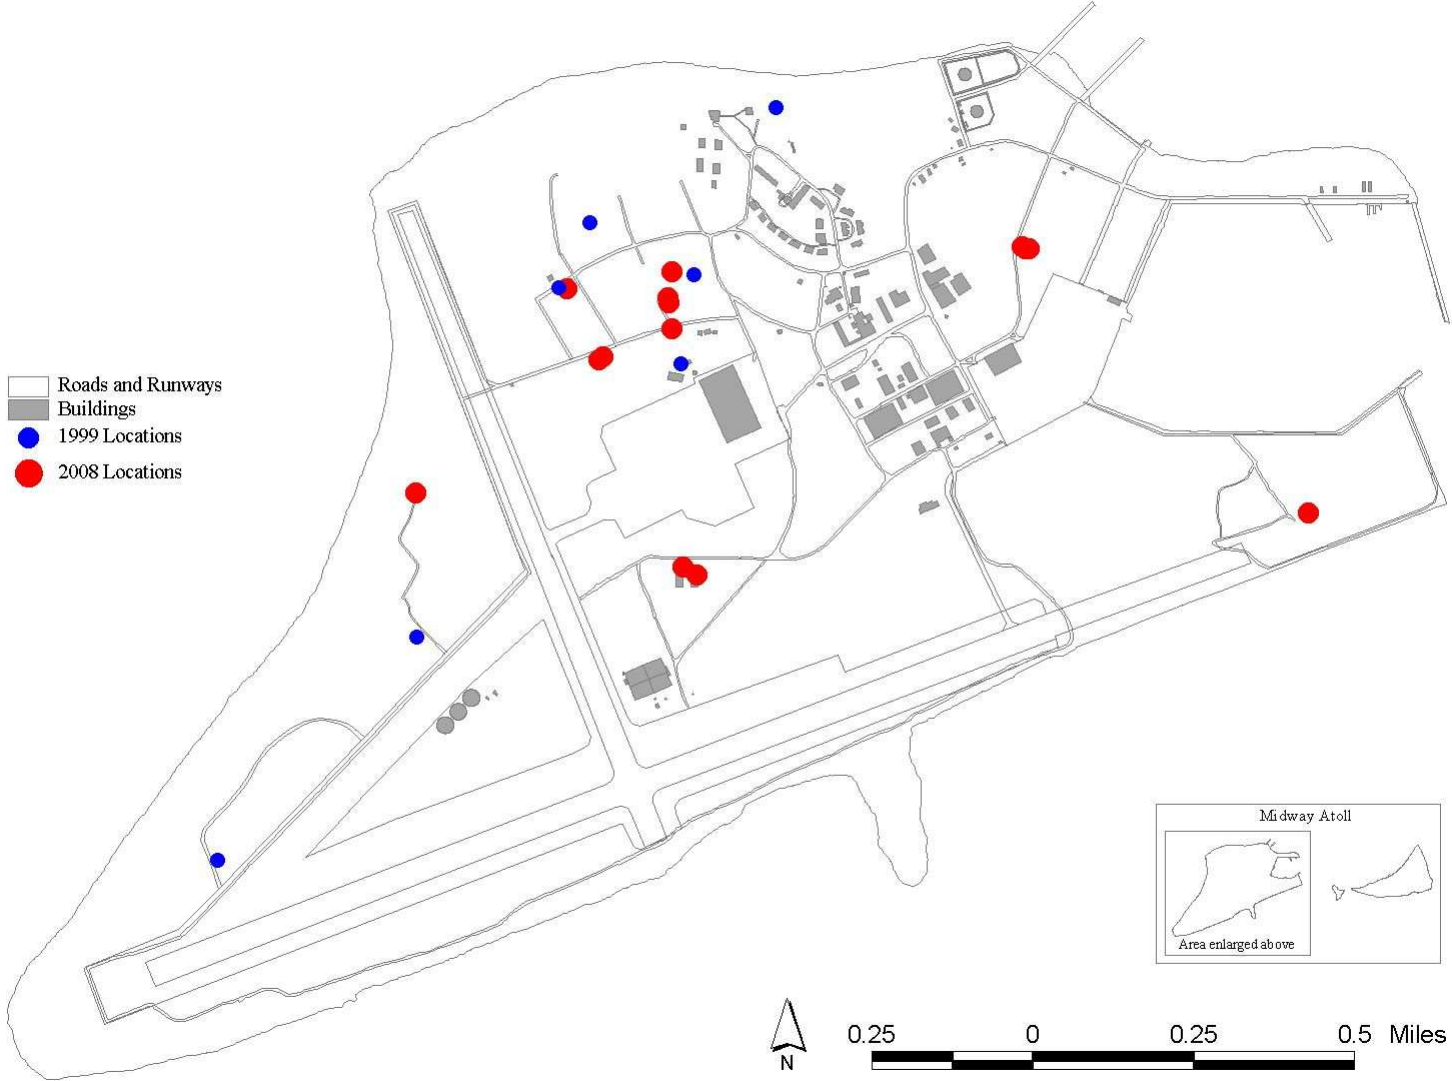 Roads and Runways
Buildings
1999 Locations
2008 Locations
Midway Atoll
Area enlarged above
N
0.25 0 0.25 0.5 Miles